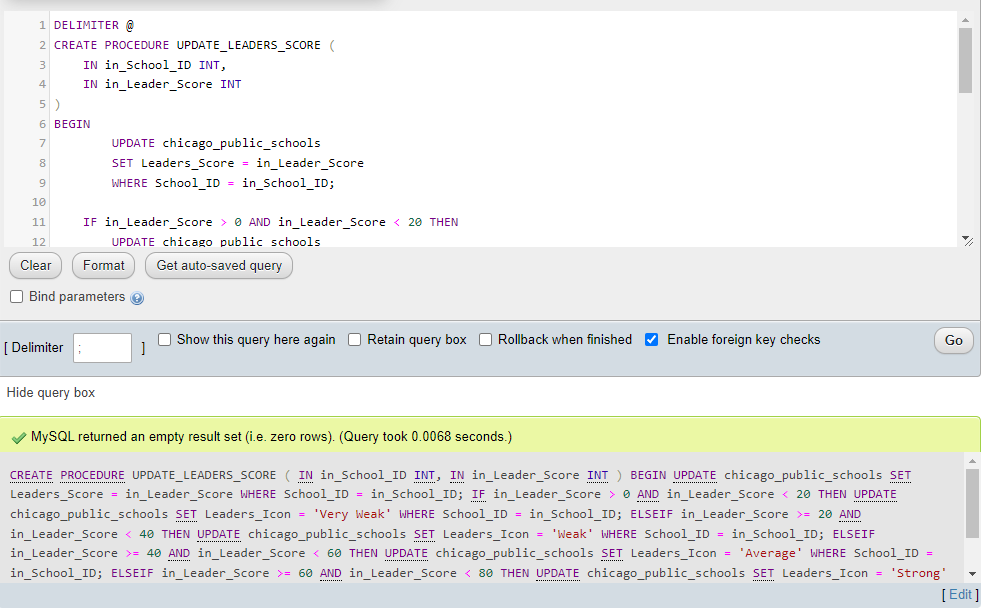 1 DELIMITER @
2 CREATE PROCEDURE UPDATE_LEADERS_SCORE (
3 IN in_School_ID INT,
4 IN in_Leader_Score INT
5 )
6 BEGIN
7 UPDATE chicago_public_schools
8 SET Leaders_Score = in_Leader_Score
9 WHERE School_ID = in_School_ID;
10
11 IF in_Leader_Score > 0 AND in_Leader_Score < 20 THEN
12 UPDATE chicago_public_schools
Clear Format Get auto-saved query
Bind parameters
[ Delimiter ; ] Show this query here again Retain query box Rollback when finished Enable foreign key checks Go
Hide query box
MySQL returned an empty result set (i.e. zero rows). (Query took 0.0068 seconds.)
CREATE PROCEDURE UPDATE_LEADERS_SCORE ( IN in_School_ID INT, IN in_Leader_Score INT ) BEGIN UPDATE chicago_public_schools SET
Leaders_Score = in_Leader_Score WHERE School_ID = in_School_ID; IF in_Leader_Score > 0 AND in_Leader_Score < 20 THEN UPDATE
chicago_public_schools SET Leaders_Icon = 'Very Weak' WHERE School_ID = in_School_ID; ELSEIF in_Leader_Score >= 20 AND
in_Leader_Score < 40 THEN UPDATE chicago_public_schools SET Leaders_Icon = 'Weak' WHERE School_ID = in_School_ID; ELSEIF
in_Leader_Score >= 40 AND in_Leader_Score < 60 THEN UPDATE chicago_public_schools SET Leaders_Icon = 'Average' WHERE School_ID =
in_School_ID; ELSEIF in_Leader_Score >= 60 AND in_Leader_Score < 80 THEN UPDATE chicago_public_schools SET Leaders_Icon = 'Strong'
[ Edit ]